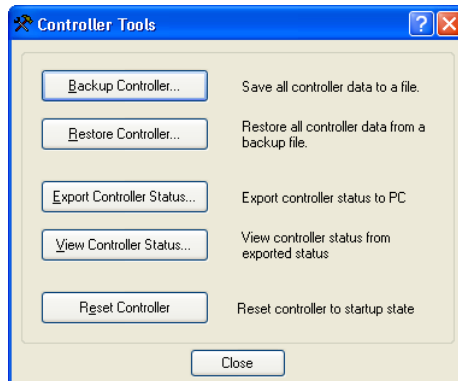 Controller Tools
Backup Controller...
Save all controller data to a file.
Restore Controller...
Restore all controller data from a
backup file.
Export Controller Status...
Export controller status to PC
View Controller Status...
View controller status from
exported status
Reset Controller
Reset controller to startup state
Close